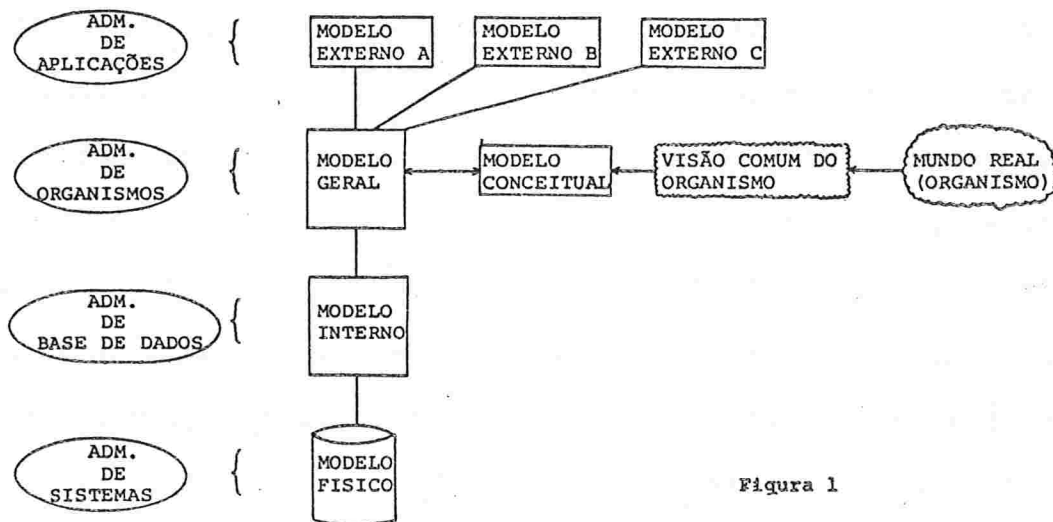 ADM.
DE
APLICAÇÕES
{
MODELO
EXTERNO A
MODELO
EXTERNO B
MODELO
EXTERNO C
ADM.
DE
ORGANISMOS
{
MODELO
GERAL
MODELO
CONCEITUAL
VISÃO COMUM DO
ORGANISMO
MUNDO REAL
(ORGANISMO)
ADM.
DE
BASE DE DADOS
{
MODELO
INTERNO
ADM.
DE
SISTEMAS
{
MODELO
FISICO
Figura 1